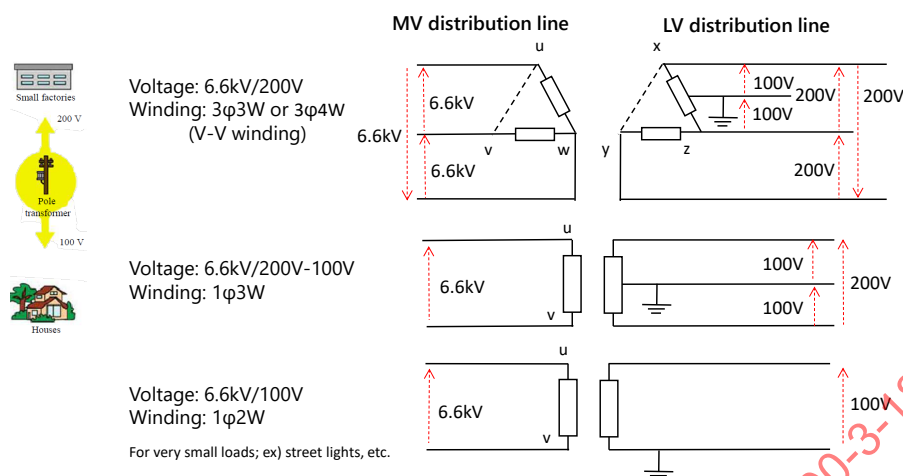 MV distribution line
LV distribution line
Small factories
200 V
Pole
transformer
100 V
Houses
Voltage: 6.6kV/200V
Winding: 3φ3W or 3φ4W
(V-V winding)
u
6.6kV
6.6kV
v
w
6.6kV
x
100V
200V
200V
100V
y
z
200V
Voltage: 6.6kV/200V-100V
Winding: 1φ3W
u
6.6kV
v
100V
200V
100V
Voltage: 6.6kV/100V
Winding: 1φ2W
For very small loads; ex) street lights, etc.
u
6.6kV
v
100V